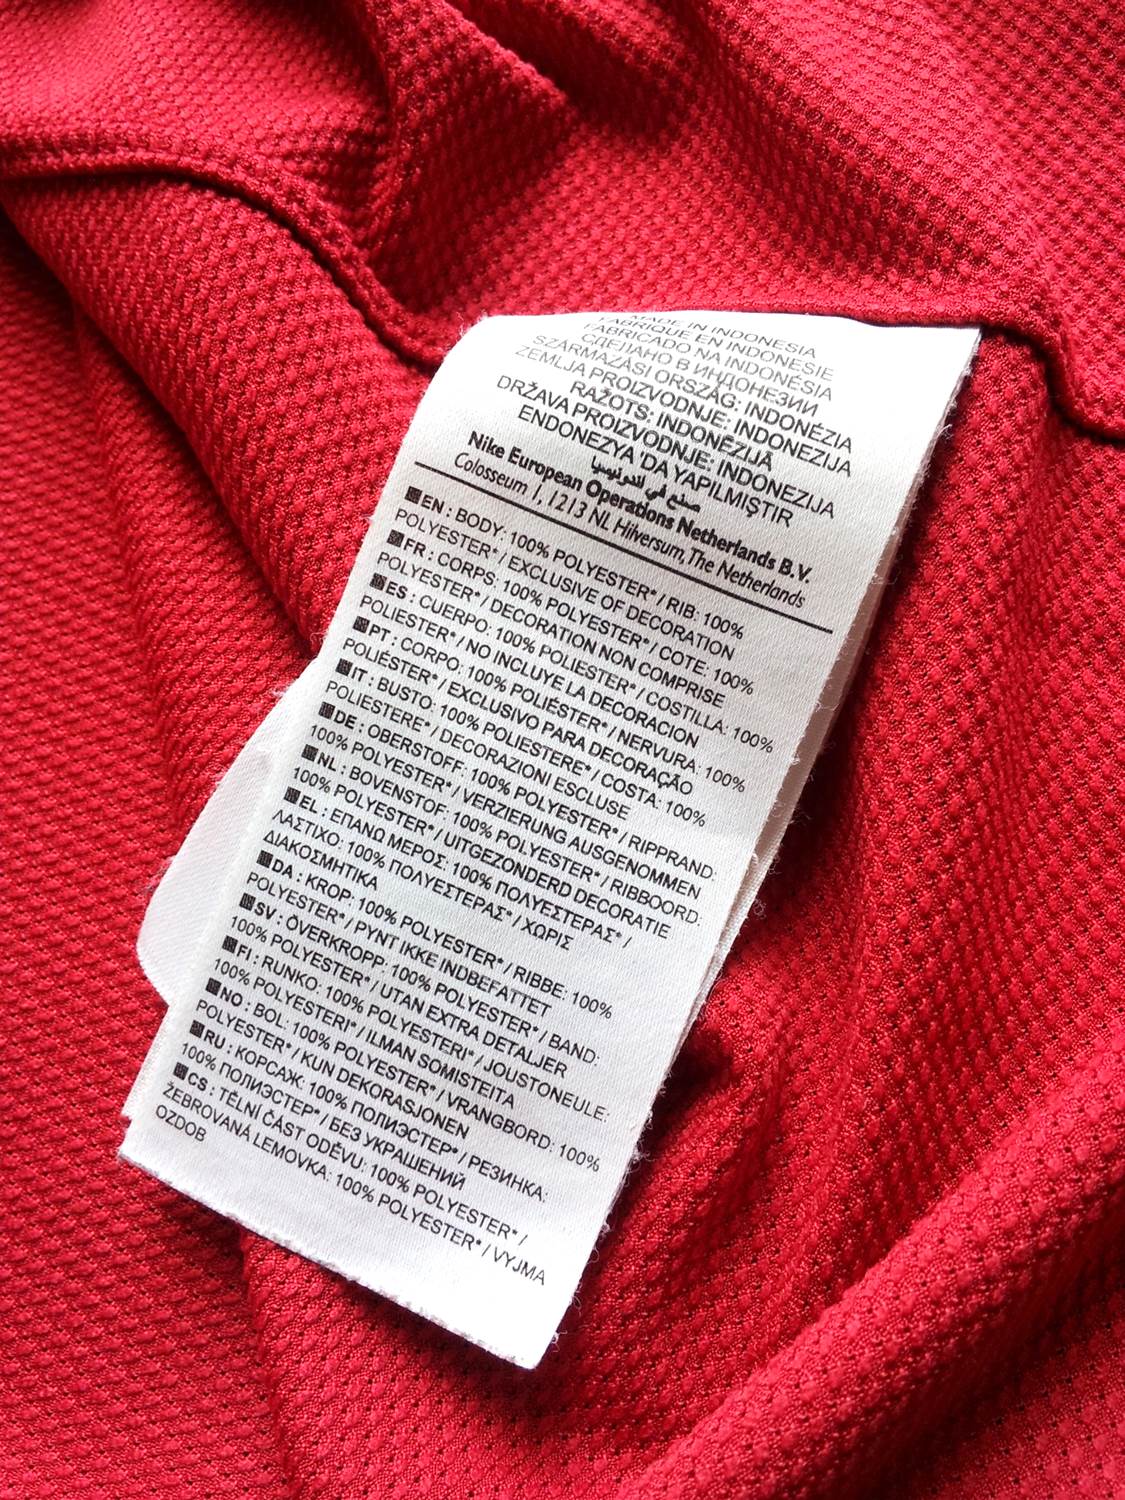 MADE IN INDONESIA
FABRIQUE EN INDONESIE
FABRICADO NA INDONÉSIA
СДЕЛАНО В ИНДОНЕЗИИ
SZÁRMAZÁSI ORSZÁG: INDONÉZIA
ZEMLJA PROIZVODNJE: INDONEZIJA
RAŽOTS: INDONĒZIJĀ
DRŽAVA PROIZVODNJE: INDONEZIJA
ENDONEZYA 'DA YAPILMIŞTIR
صنع في اندونيسيا
Nike European Operations Netherlands B.V.
Colosseum 1, 1213 NL Hilversum, The Netherlands
EN : BODY: 100% POLYESTER* / RIB: 100%
POLYESTER* / EXCLUSIVE OF DECORATION
FR : CORPS: 100% POLYESTER* / COTE: 100%
POLYESTER* / DECORATION NON COMPRISE
ES : CUERPO: 100% POLIESTER* / COSTILLA: 100%
POLIESTER* / NO INCLUYE LA DECORACION
PT : CORPO: 100% POLIÉSTER* / NERVURA: 100%
POLIÉSTER* / EXCLUSIVO PARA DECORAÇÃO
IT : BUSTO: 100% POLIESTERE* / COSTA: 100%
POLIESTERE* / DECORAZIONI ESCLUSE
DE : OBERSTOFF: 100% POLYESTER* / RIPPRAND:
100% POLYESTER* / VERZIERUNG AUSGENOMMEN
NL : BOVENSTOF: 100% POLYESTER* / RIBBOORD:
100% POLYESTER* / UITGEZONDERD DECORATIE
EL : ΕΠΑΝΩ ΜΕΡΟΣ: 100% ΠΟΛΥΕΣΤΕΡΑΣ* /
ΛΑΣΤΙΧΟ: 100% ΠΟΛΥΕΣΤΕΡΑΣ* / ΧΩΡΙΣ
ΔΙΑΚΟΣΜΗΤΙΚΑ
DA : KROP: 100% POLYESTER* / RIBBE: 100%
POLYESTER* / PYNT IKKE INDBEFATTET
SV : ÖVERKROPP: 100% POLYESTER* / BAND:
100% POLYESTER* / UTAN EXTRA DETALJER
FI : RUNKO: 100% POLYESTERI* / JOUSTONEULE:
100% POLYESTERI* / ILMAN SOMISTEITA
NO : BOL: 100% POLYESTER* / VRANGBORD: 100%
POLYESTER* / KUN DEKORASJONEN
RU : КОРСАЖ: 100% ПОЛИЭСТЕР* / РЕЗИНКА:
100% ПОЛИЭСТЕР* / БЕЗ УКРАШЕНИЙ
CS : TĚLNÍ ČÁST ODĚVU: 100% POLYESTER* /
ŽEBROVANÁ LEMOVKA: 100% POLYESTER* / VYJMA
OZDOB